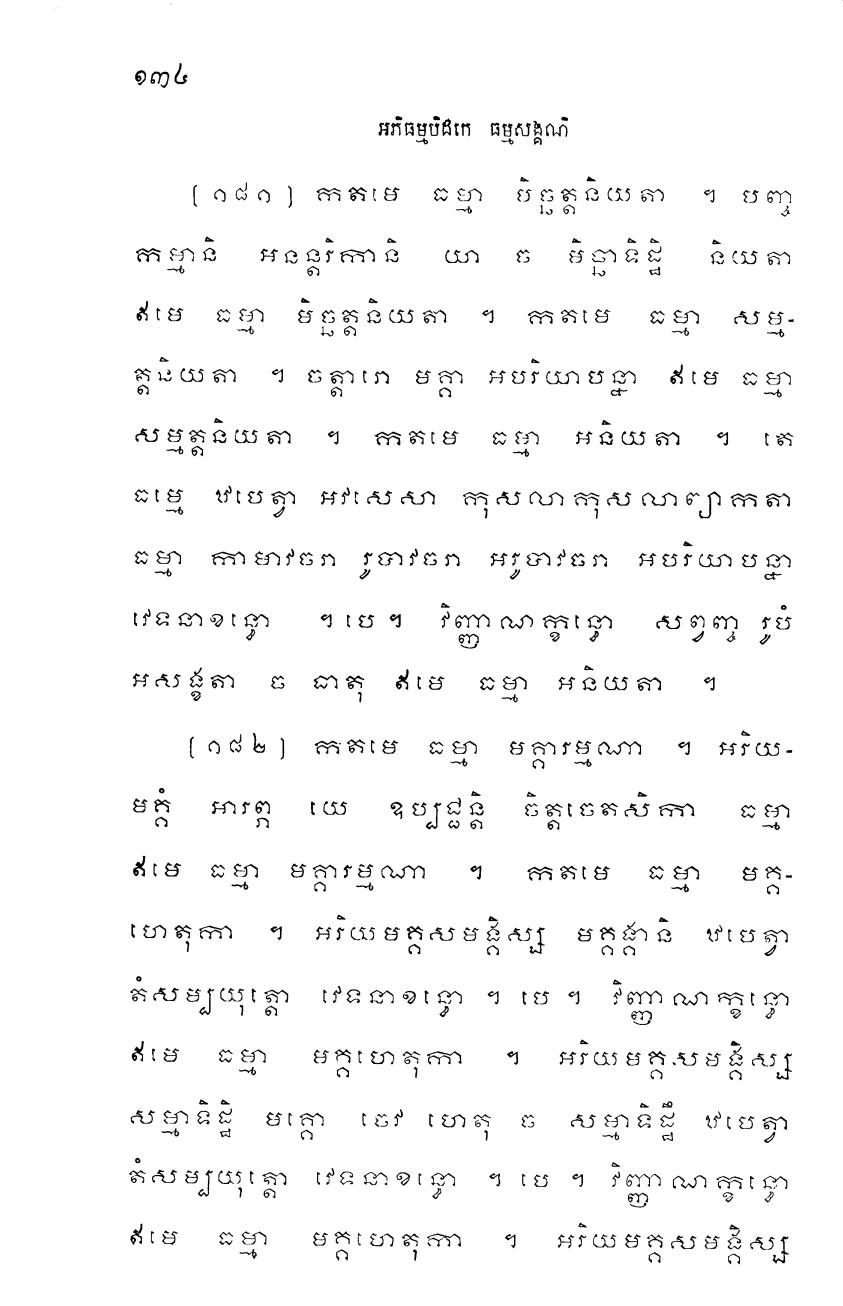 ១៣៤
អភិធម្មបិដកេ ធម្មសង្គណិ
[១៨១] កតមេ ធម្មា មិច្ឆត្តនិយតា ។ បញ្ច
កម្មានិ អនន្តរិកានិ យា ច មិច្ឆាទិដ្ឋិ និយតា
ឥមេ ធម្មា មិច្ឆត្តនិយតា ។ កតមេ ធម្មា សម្ម-
ត្តនិយតា ។ ចត្តារោ មគ្គា អបរិយាបន្នា ឥមេ ធម្មា
សម្មត្តនិយតា ។ កតមេ ធម្មា អនិយតា ។ តេ
ធម្មេ ឋបេត្វា អវសេសា កុសលាកុសលាព្យាកតា
ធម្មា កាមាវចរា រូបាវចរា អរូបាវចរា អបរិយាបន្នា
វេទនាខន្ធោ ។ បេ ។ វិញ្ញាណក្ខន្ធោ សព្វញ្ច រូបំ
អសង្ខតា ច ធាតុ ឥមេ ធម្មា អនិយតា ។
[១៨២] កតមេ ធម្មា មគ្គារម្មណា ។ អរិយ-
មគ្គំ អារព្ភ យេ ឧប្បជ្ជន្តិ ចិត្តចេតសិកា ធម្មា
ឥមេ ធម្មា មគ្គារម្មណា ។ កតមេ ធម្មា មគ្គ-
ហេតុកា ។ អរិយមគ្គសមង្គិស្ស មគ្គង្គានិ ឋបេត្វា
តំសម្បយុត្តោ វេទនាខន្ធោ ។ បេ ។ វិញ្ញាណក្ខន្ធោ
ឥមេ ធម្មា មគ្គហេតុកា ។ អរិយមគ្គសមង្គិស្ស
សម្មាទិដ្ឋិ មគ្គោ ចេវ ហេតុ ច សម្មាទិដ្ឋឹ ឋបេត្វា
តំសម្បយុត្តោ វេទនាខន្ធោ ។ បេ ។ វិញ្ញាណក្ខន្ធោ
ឥមេ ធម្មា មគ្គហេតុកា ។ អរិយមគ្គសមង្គិស្ស